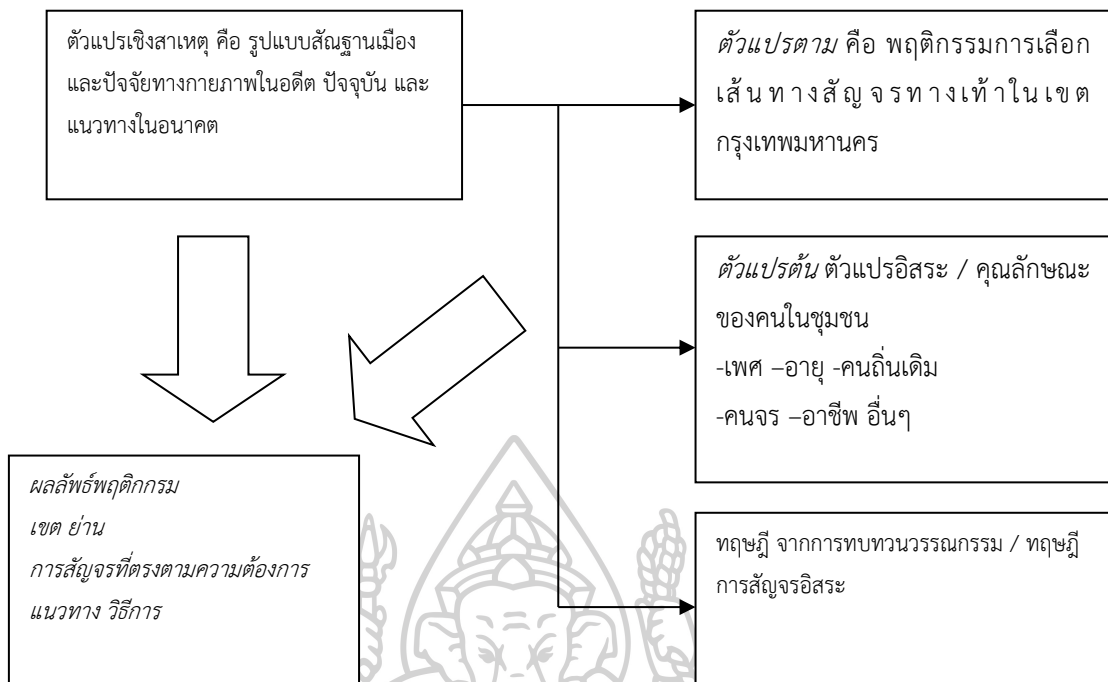 ตัวแปรเชิงสาเหตุ คือ รูปแบบสัณฐานเมือง
และปัจจัยทางกายภาพในอดีต ปัจจุบัน และ
แนวทางในอนาคต
ตัวแปรตาม คือ พฤติกรรมการเลือก
เส้นทางสัญจรทางเท้าในเขต
กรุงเทพมหานคร
ตัวแปรต้น ตัวแปรอิสระ / คุณลักษณะ
ของคนในชุมชน
-เพศ –อายุ -คนถิ่นเดิม
-คนจร –อาชีพ อื่นๆ
ผลลัพธ์พฤติกรรม
เขต ย่าน
การสัญจรที่ตรงตามความต้องการ
แนวทาง วิธีการ
ทฤษฎี จากการทบทวนวรรณกรรม / ทฤษฎี
การสัญจรอิสระ